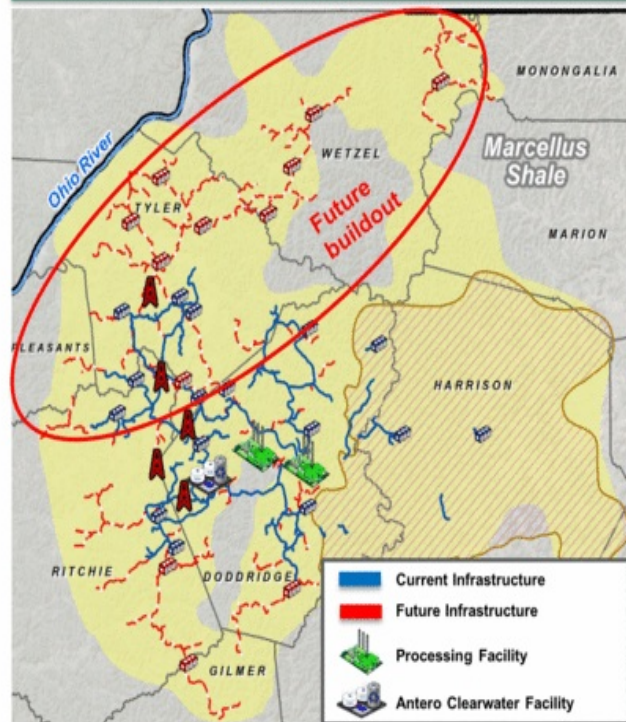 MONONGALIA
Ohio River
WETZEL
Marcellus
Shale
TYLER
Future
buildout
MARION
PLEASANTS
HARRISON
RITCHIE
DODDRIDGE
GILMER
Current Infrastructure
Future Infrastructure
Processing Facility
Antero Clearwater Facility